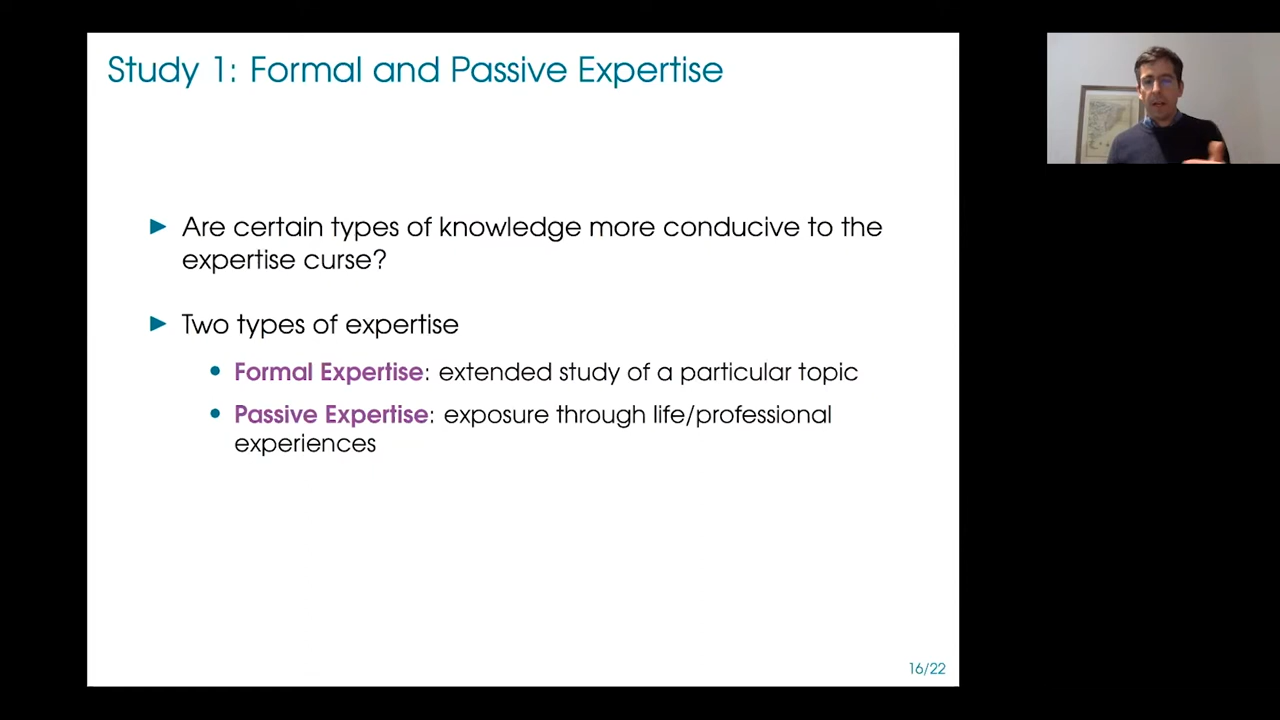 Study 1: Formal and Passive Expertise
▶ Are certain types of knowledge more conducive to the
expertise curse?
▶ Two types of expertise
• Formal Expertise: extended study of a particular topic
• Passive Expertise: exposure through life/professional
experiences
16/22